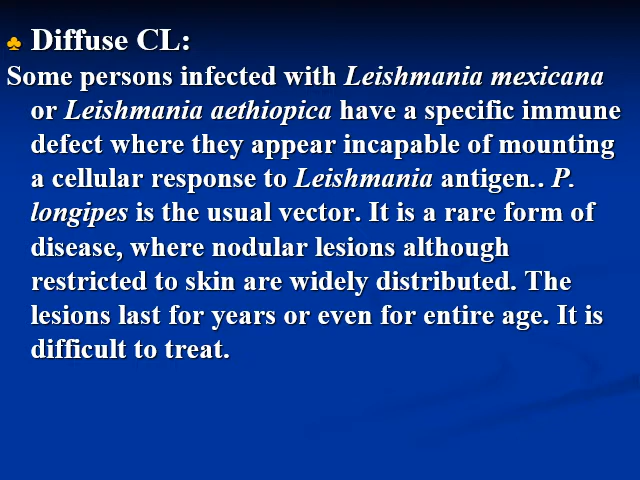 ♣ Diffuse CL:
Some persons infected with Leishmania mexicana
or Leishmania aethiopica have a specific immune
defect where they appear incapable of mounting
a cellular response to Leishmania antigen.. P.
longipes is the usual vector. It is a rare form of
disease, where nodular lesions although
restricted to skin are widely distributed. The
lesions last for years or even for entire age. It is
difficult to treat.